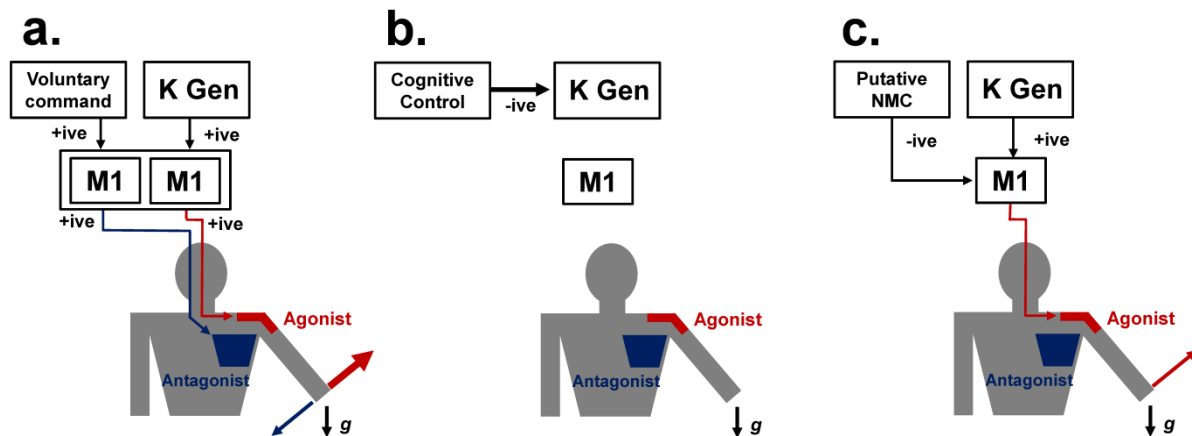 a.
Voluntary
command
K Gen
+ive
+ive
M1
M1
+ive
+ive
Agonist
Antagonist
g
b.
Cognitive
Control
-ive
K Gen
M1
Agonist
Antagonist
g
c.
Putative
NMC
K Gen
-ive
+ive
M1
Agonist
Antagonist
g